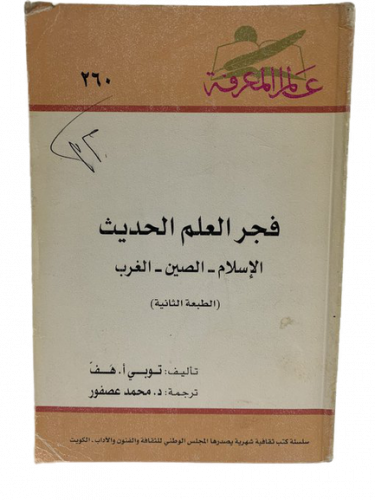 عالم المعرفة
٢٦٠
فجر العلم الحديث
الإسلام - الصين - الغرب
(الطبعة الثانية)
تأليف: توبي أ. هَفّ
ترجمة: د. محمد عصفور
سلسلة كتب ثقافية شهرية يصدرها المجلس الوطني للثقافة والفنون والآداب - الكويت